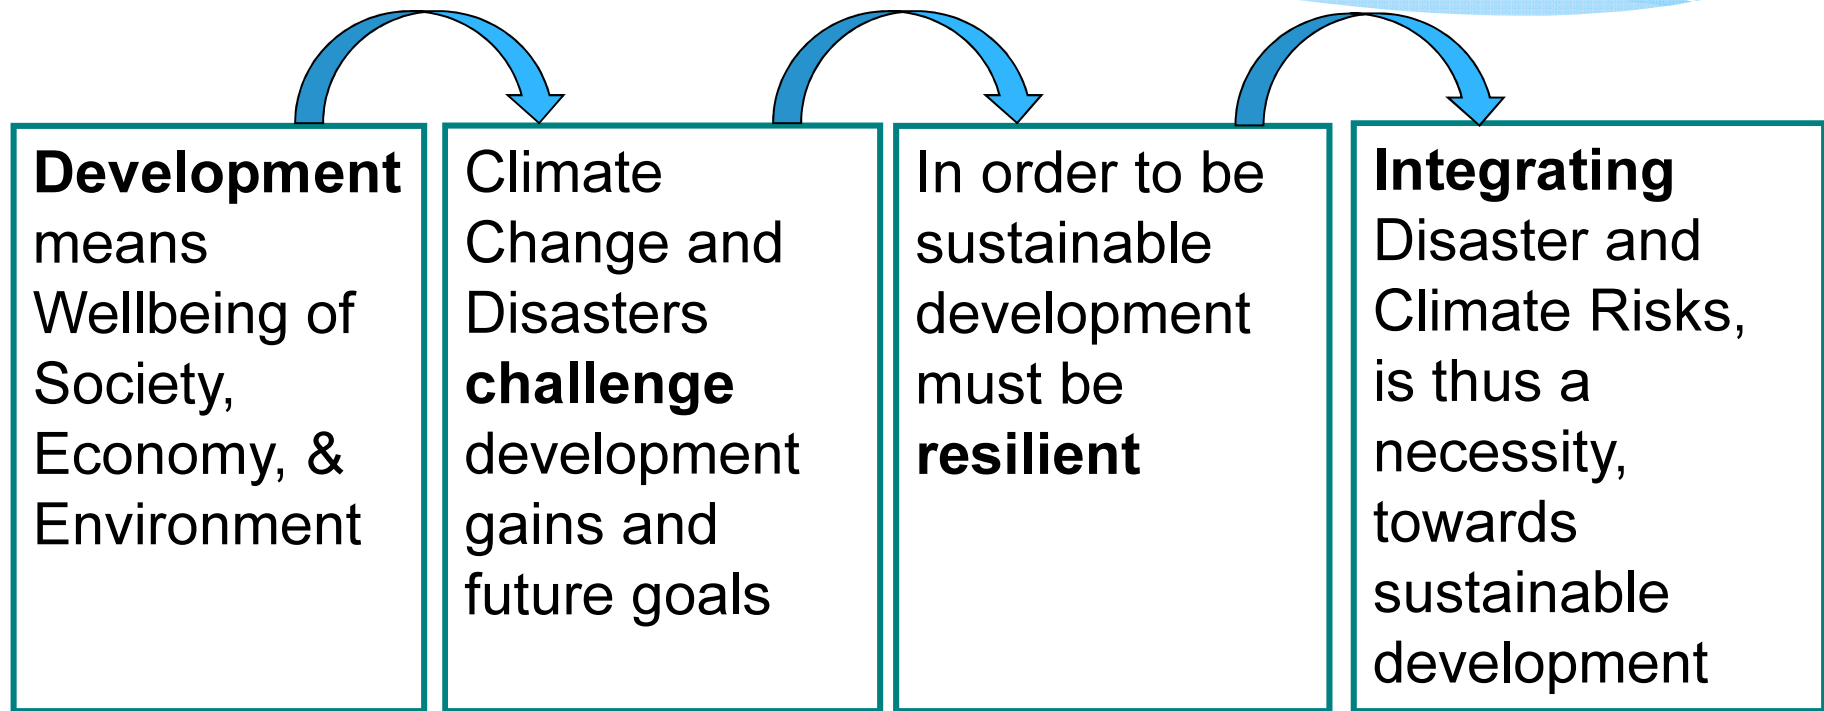 Development
means
Wellbeing of
Society,
Economy, &
Environment
Climate
Change and
Disasters
challenge
development
gains and
future goals
In order to be
sustainable
development
must be
resilient
Integrating
Disaster and
Climate Risks,
is thus a
necessity,
towards
sustainable
development